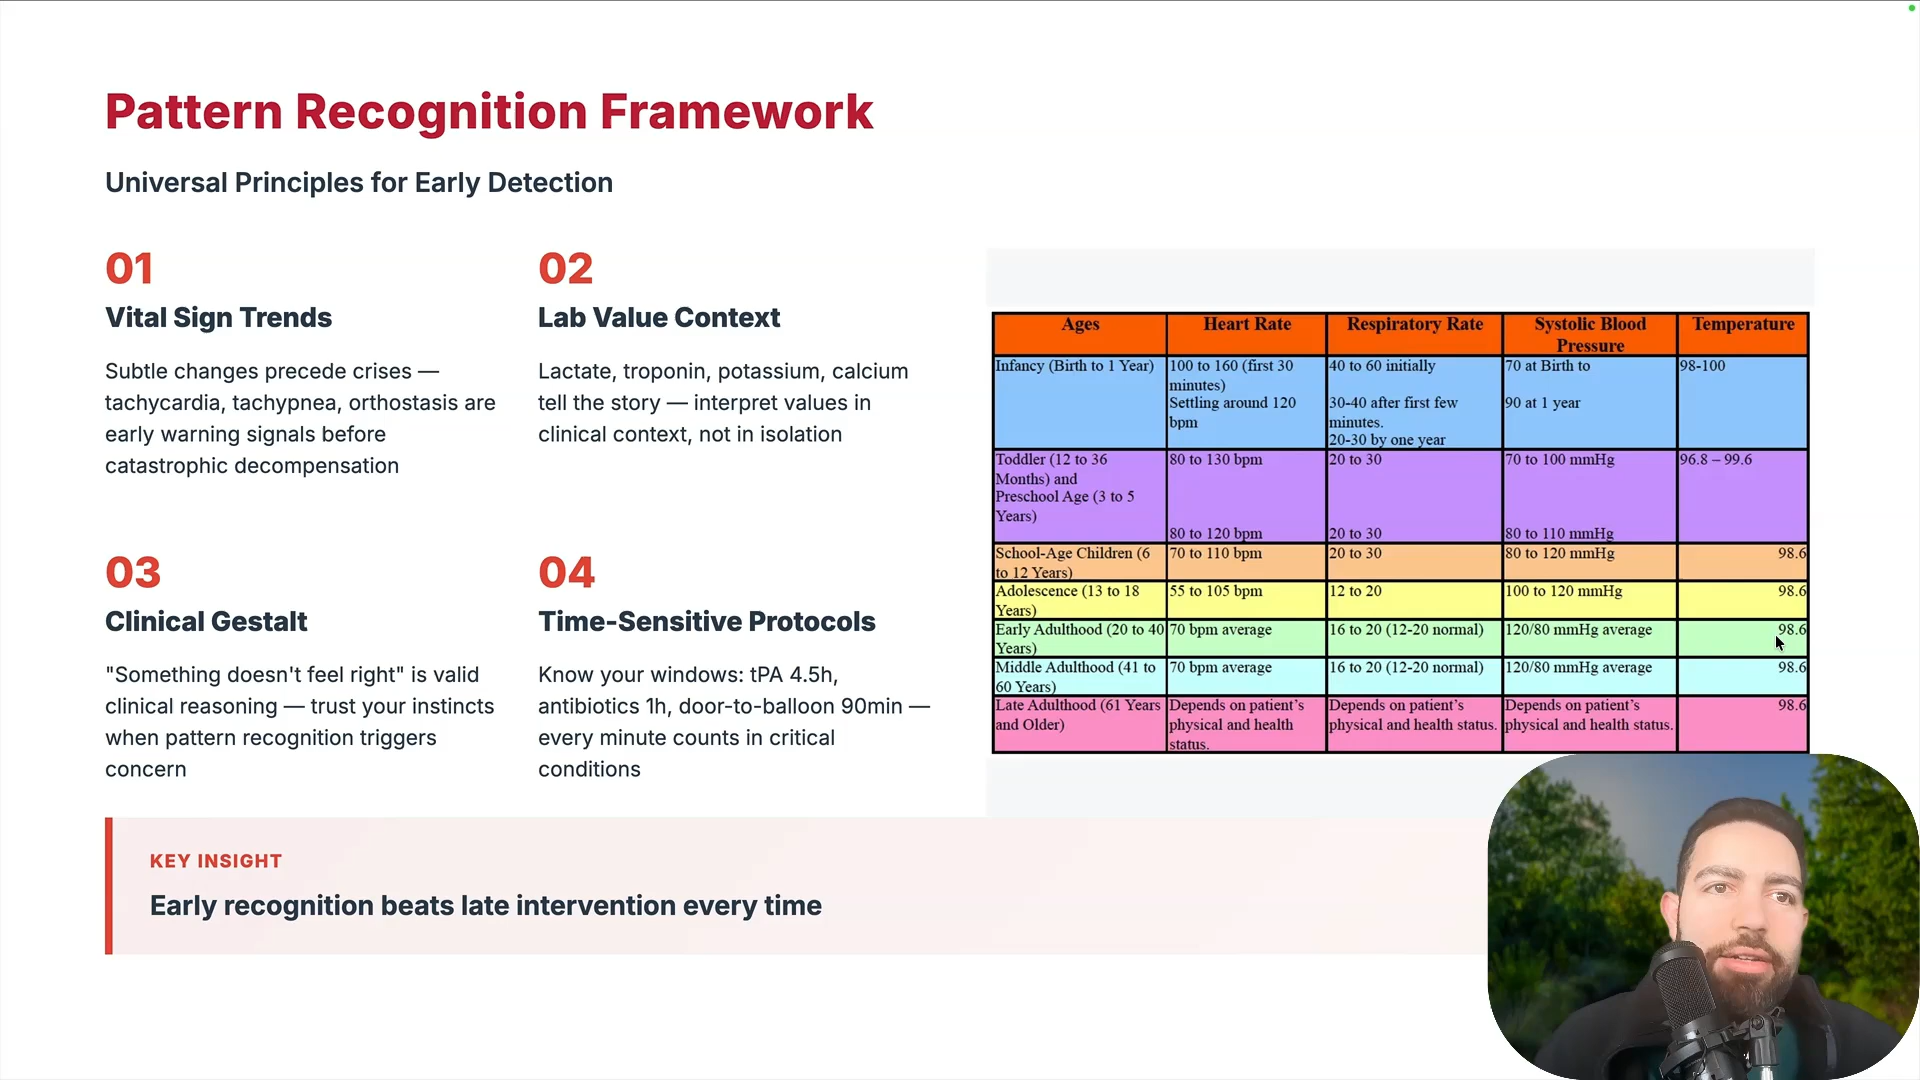 Pattern Recognition Framework
Universal Principles for Early Detection
01
Vital Sign Trends
Subtle changes precede crises —
tachycardia, tachypnea, orthostasis are
early warning signals before
catastrophic decompensation
02
Lab Value Context
Lactate, troponin, potassium, calcium
tell the story — interpret values in
clinical context, not in isolation
03
Clinical Gestalt
"Something doesn't feel right" is valid
clinical reasoning — trust your instincts
when pattern recognition triggers
concern
04
Time-Sensitive Protocols
Know your windows: tPA 4.5h,
antibiotics 1h, door-to-balloon 90min —
every minute counts in critical
conditions
Ages
Heart Rate
Respiratory Rate
Systolic Blood
Pressure
Temperature
Infancy (Birth to 1 Year)
100 to 160 (first 30
minutes)
Settling around 120
bpm
40 to 60 initially
30-40 after first few
minutes.
20-30 by one year
70 at Birth to
90 at 1 year
98-100
Toddler (12 to 36
Months) and
Preschool Age (3 to 5
Years)
80 to 130 bpm
80 to 120 bpm
20 to 30
20 to 30
70 to 100 mmHg
80 to 110 mmHg
96.8 – 99.6
School-Age Children (6
to 12 Years)
70 to 110 bpm
20 to 30
80 to 120 mmHg
98.6
Adolescence (13 to 18
Years)
55 to 105 bpm
12 to 20
100 to 120 mmHg
98.6
Early Adulthood (20 to 40
Years)
70 bpm average
16 to 20 (12-20 normal)
120/80 mmHg average
98.6
Middle Adulthood (41 to
60 Years)
70 bpm average
16 to 20 (12-20 normal)
120/80 mmHg average
98.6
Late Adulthood (61 Years
and Older)
Depends on patient's
physical and health
status.
Depends on patient's
physical and health status.
Depends on patient's
physical and health status.
98.6
KEY INSIGHT
Early recognition beats late intervention every time